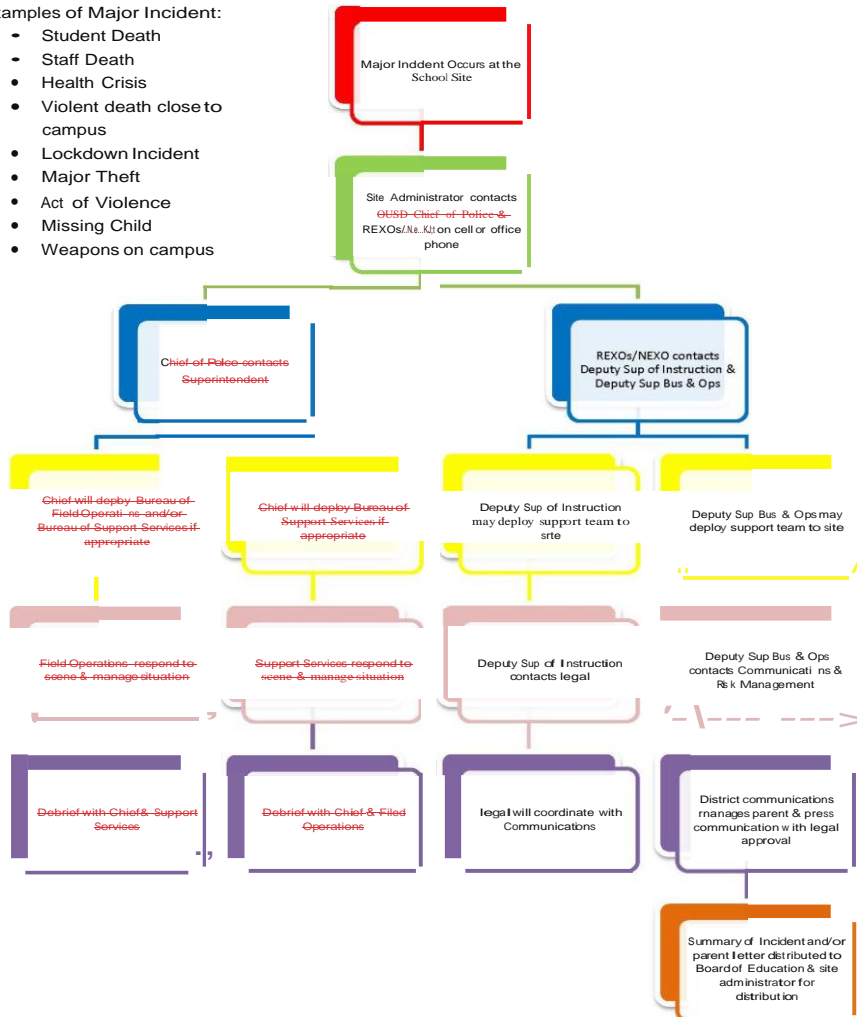 amples of Major Incident:
• Student Death
• Staff Death
• Health Crisis
• Violent death close to
campus
• Lockdown Incident
• Major Theft
• Act of Violence
• Missing Child
• Weapons on campus
Major Inddent Occurs at the
School Site
Site Administrator contacts
OUSD Chief of Police &
REXOs/ on cell or office
phone
Chief of Police contacts
Superintendent
REXOs/NEXO contacts
Deputy Sup of Instruction &
Deputy Sup Bus & Ops
Chief will depby Bureau of
Field Operati ns and/or
Bureau of Support Services if
appropriate
Chief will depby Bureau of
Support Services if
appropriate
Deputy Sup of Instruction
may deploy support team to
srte
Deputy Sup Bus & Ops may
deploy support team to site
Field Operations respond to
scene & manage situation
Support Services respond to
scene & manage situation
Deputy Sup of Instruction
contacts legal
Deputy Sup Bus & Ops
contacts Communicati ns &
Risk Management
Debrief with Chief & Support
Services
Debrief with Chief & Filed
Operations
legal will coordinate with
Communications
District communications
rnanages parent & press
communication with legal
approval
Summary of Incident and/or
parent letter distributed to
Board of Education & site
administrator for
distribution